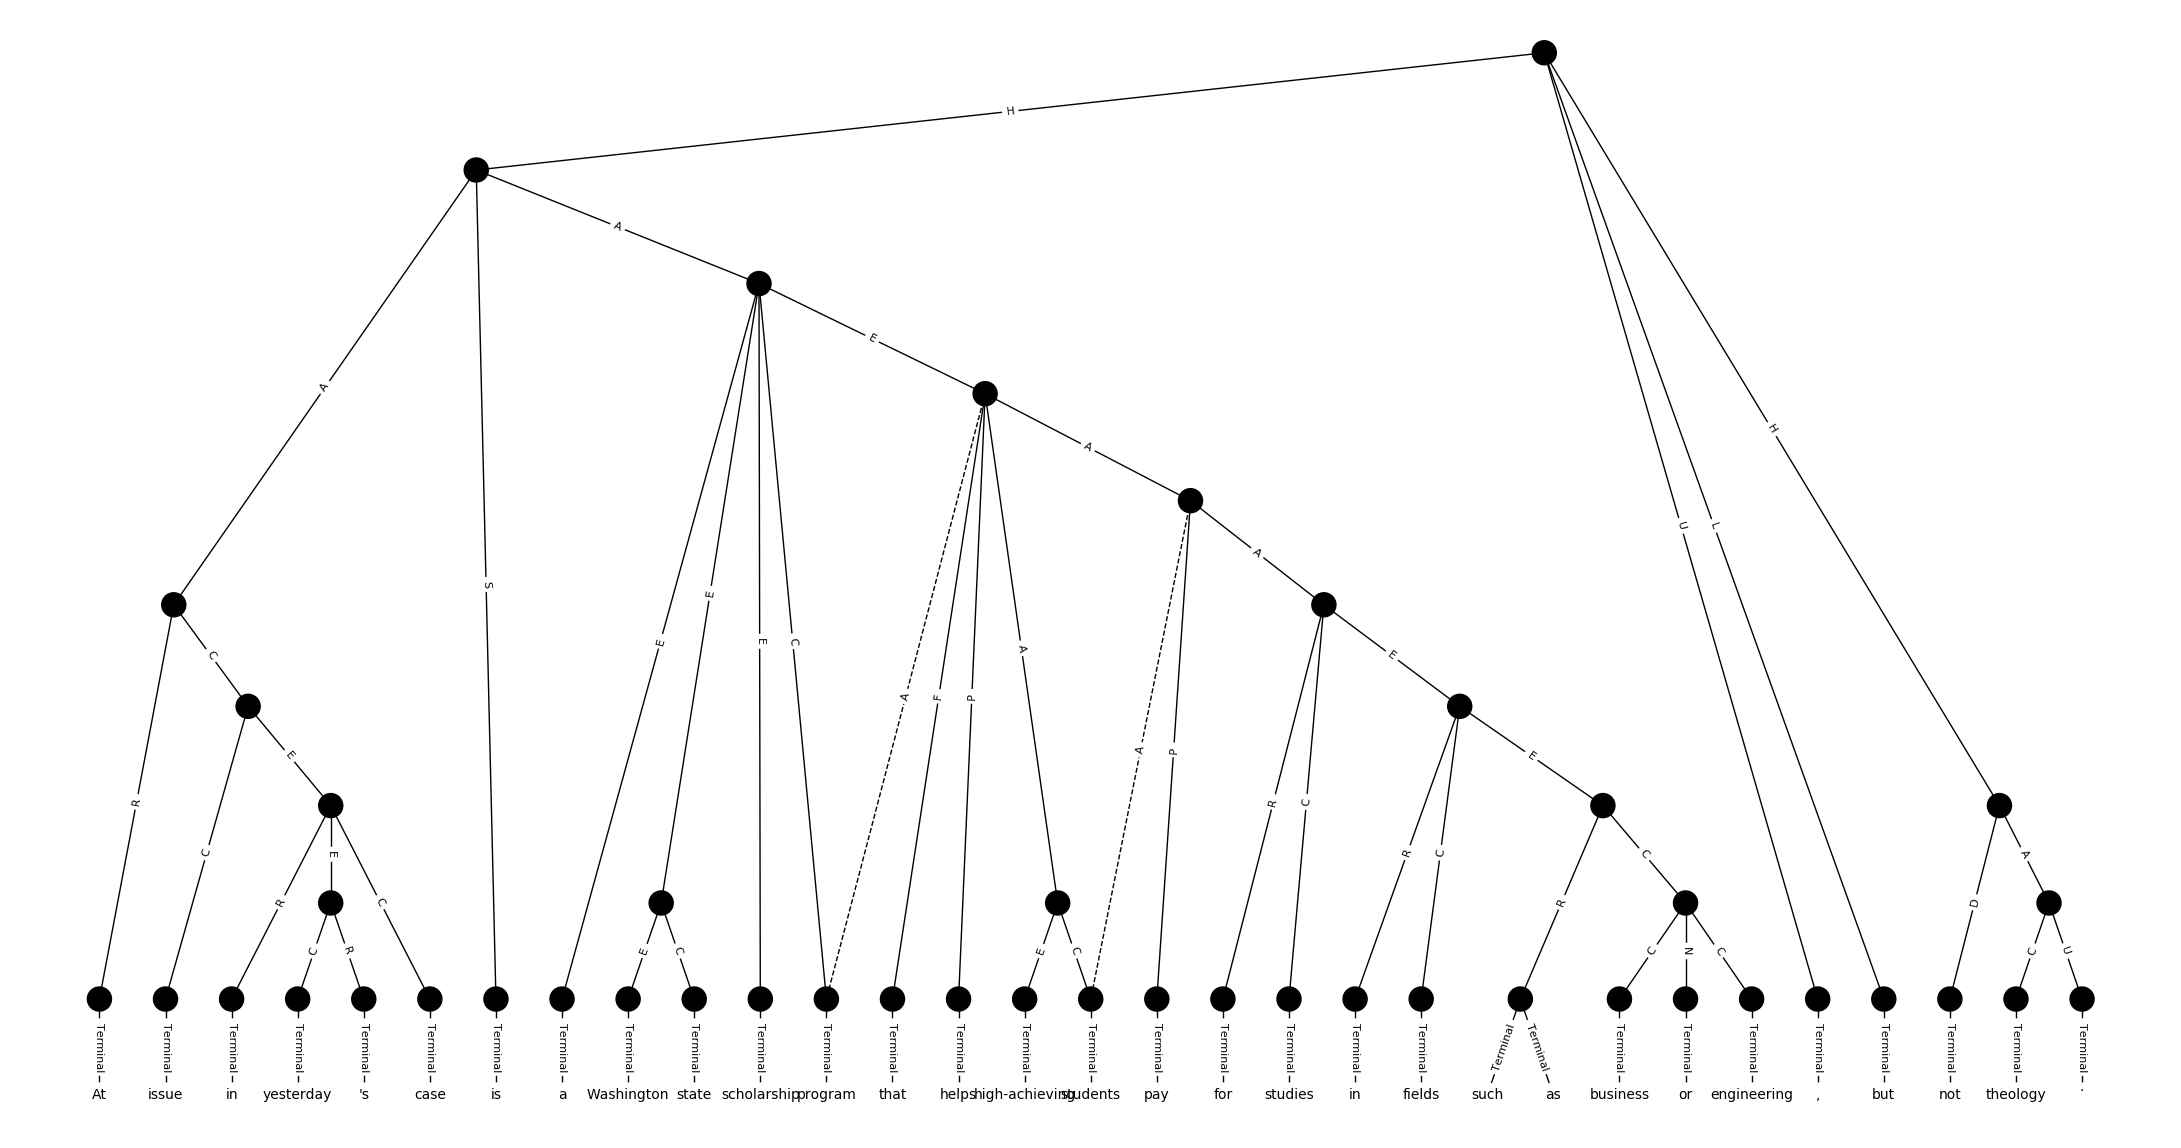 H
A
E
A
H
A
S
E
E
E
C
A
F
P
A
A
U
L
A
P
C
E
R
C
E
R
C
E
E
C
R
C
R
C
R
C
A
R
E
C
R
D
C
R
E
C
E
C
C
N
C
C
U
Terminal Terminal Terminal Terminal Terminal Terminal Terminal Terminal Terminal Terminal Terminal Terminal Terminal Terminal Terminal Terminal Terminal Terminal Terminal Terminal Terminal Terminal Terminal Terminal Terminal Terminal Terminal Terminal Terminal Terminal Terminal
At issue in yesterday 's case is a Washington state scholarship program that helps high-achieving students pay for studies in fields such as business or engineering , but not theology .